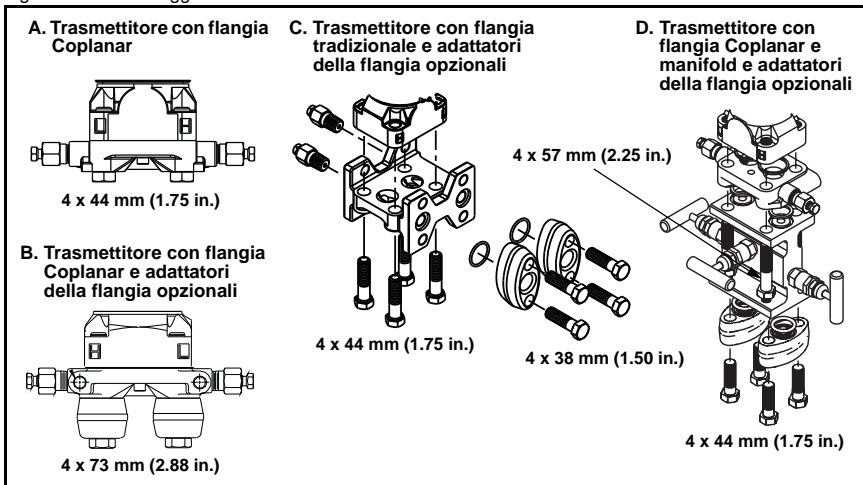 A. Trasmettitore con flangia
Coplanar
4 x 44 mm (1.75 in.)
B. Trasmettitore con flangia
Coplanar e adattatori
della flangia opzionali
4 x 73 mm (2.88 in.)
C. Trasmettitore con flangia
tradizionale e adattatori
della flangia opzionali
4 x 44 mm (1.75 in.)
4 x 38 mm (1.50 in.)
D. Trasmettitore con
flangia Coplanar e
manifold e adattatori
della flangia opzionali
4 x 57 mm (2.25 in.)
4 x 44 mm (1.75 in.)